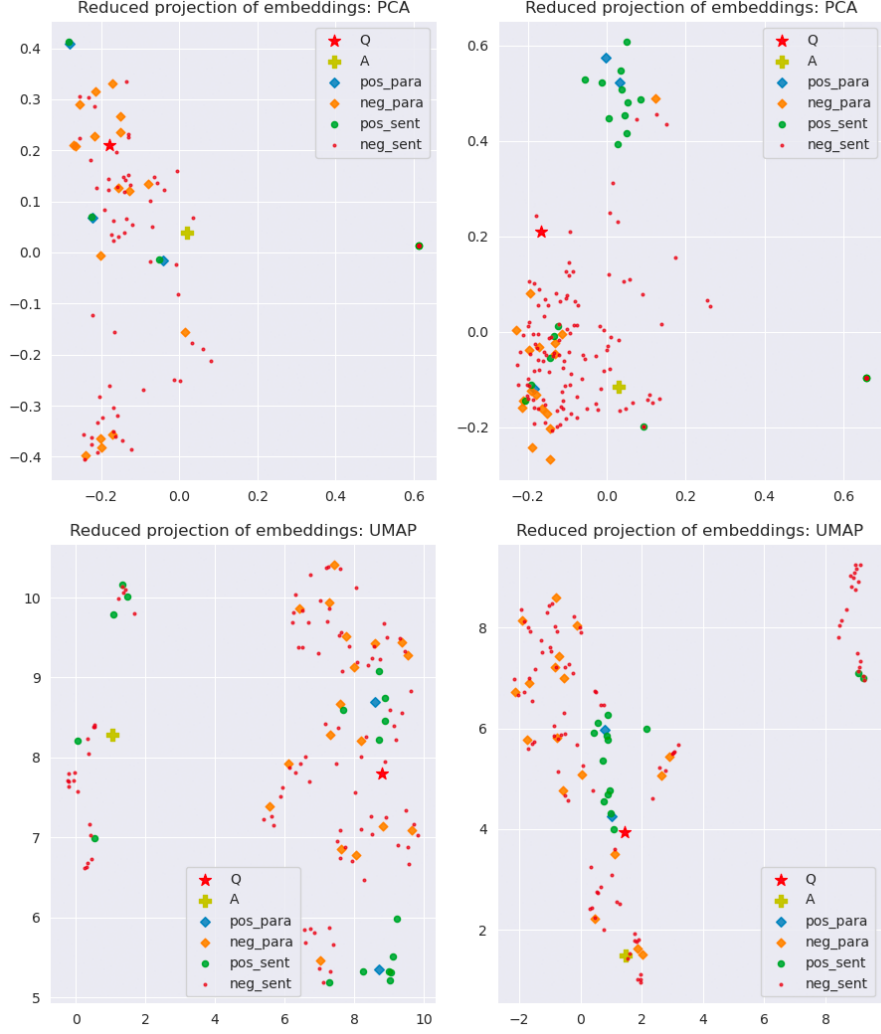 Reduced projection of embeddings: PCA
Q
A
pos_para
neg_para
pos_sent
neg_sent
0.4
0.3
0.2
0.1
0.0
−0.1
−0.2
−0.3
−0.4
−0.2 0.0 0.2 0.4 0.6
Reduced projection of embeddings: PCA
Q
A
pos_para
neg_para
pos_sent
neg_sent
0.6
0.4
0.2
0.0
−0.2
−0.2 0.0 0.2 0.4 0.6
Reduced projection of embeddings: UMAP
10
9
8
7
6
5
Q
A
pos_para
neg_para
pos_sent
neg_sent
0 2 4 6 8 10
Reduced projection of embeddings: UMAP
8
6
4
2
Q
A
pos_para
neg_para
pos_sent
neg_sent
−2 0 2 4 6 8